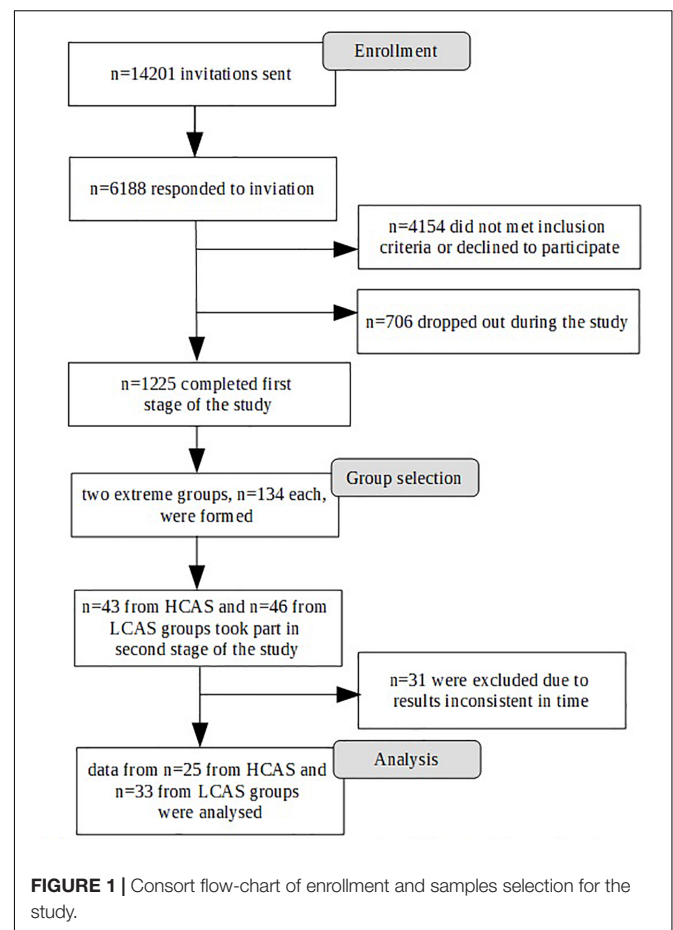 Enrollment
n=14201 invitations sent
n=6188 responded to inviation
n=4154 did not met inclusion
criteria or declined to participate
n=706 dropped out during the study
n=1225 completed first
stage of the study
Group selection
two extreme groups, n=134 each,
were formed
n=43 from HCAS and n=46 from
LCAS groups took part in
second stage of the study
n=31 were excluded due to
results inconsistent in time
Analysis
data from n=25 from HCAS and
n=33 from LCAS groups
were analysed
FIGURE 1 | Consort flow-chart of enrollment and samples selection for the
study.